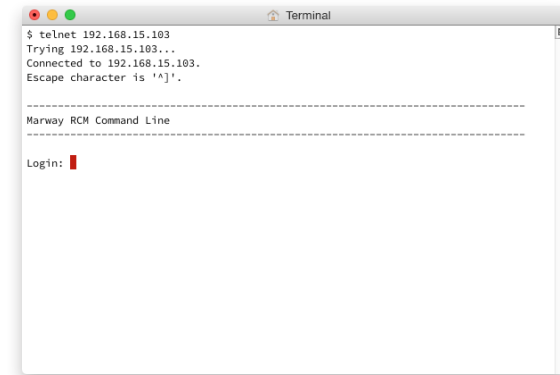 Terminal
$ telnet 192.168.15.103
Trying 192.168.15.103...
Connected to 192.168.15.103.
Escape character is '^]'.
--------------------------------------------------------------------------------
Marway RCM Command Line
--------------------------------------------------------------------------------
Login: